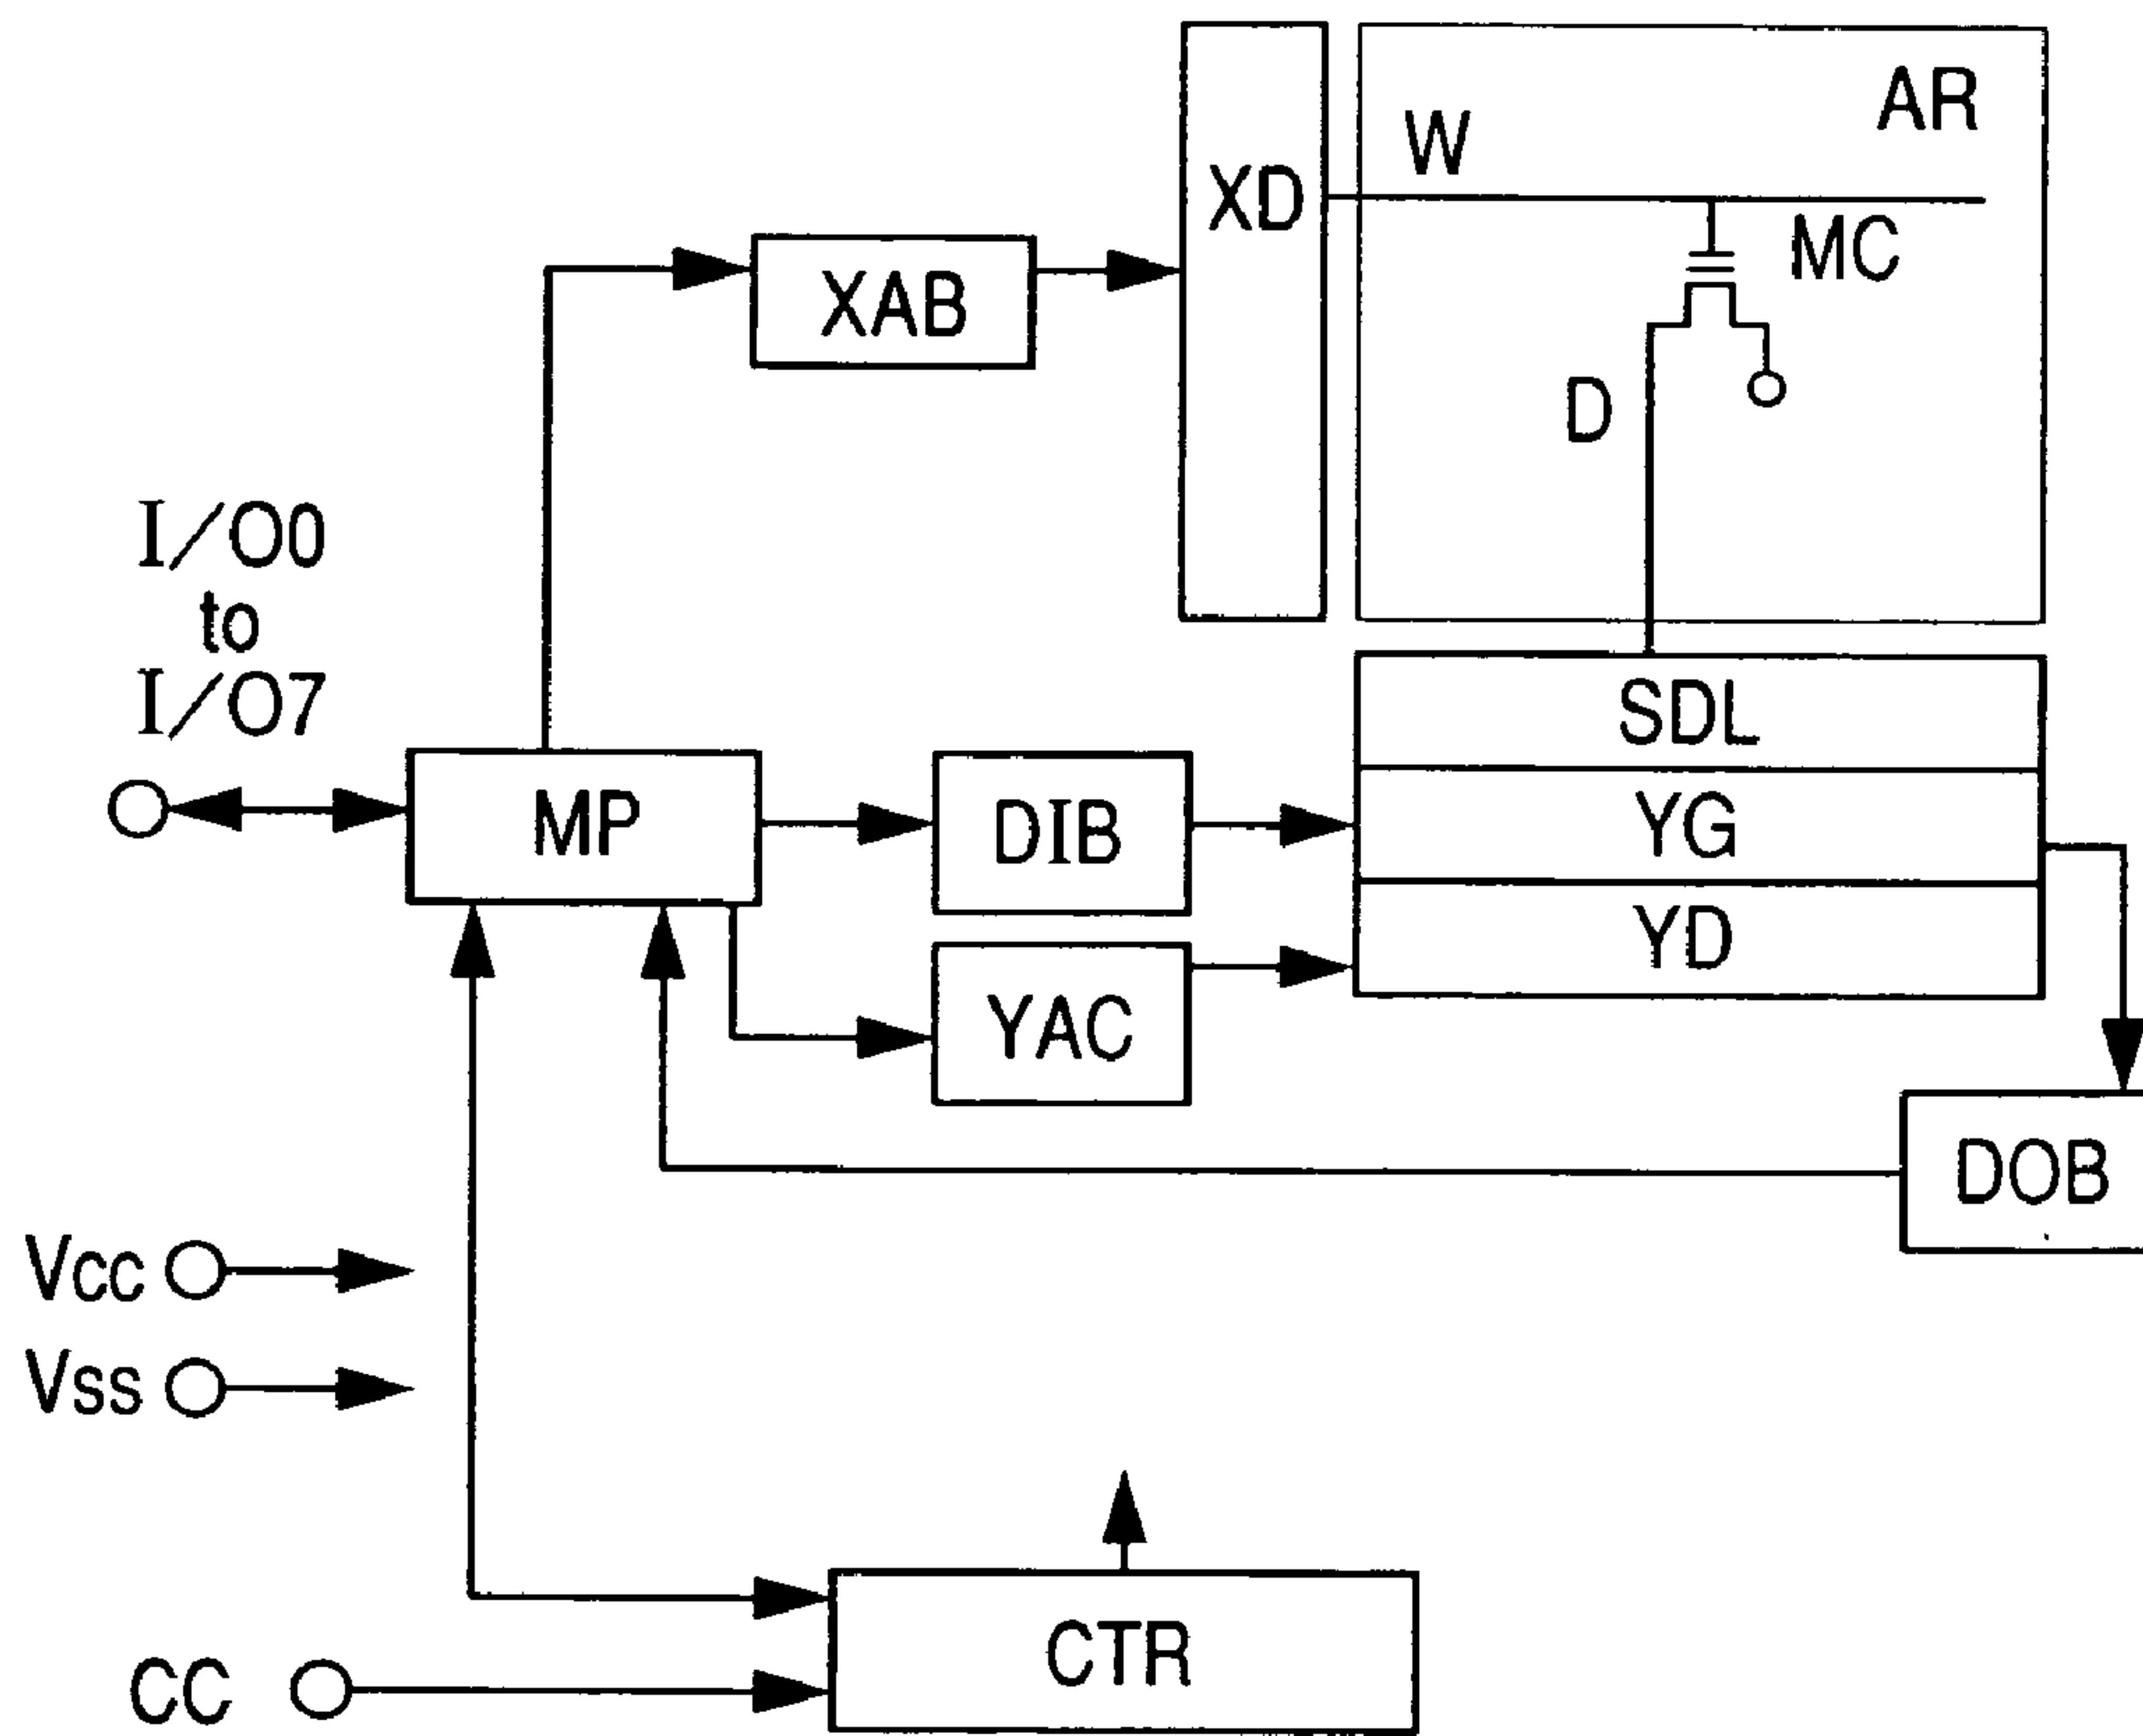 AR
W
XD
MC
XAB
D
I/O0
to
I/O7
SDL
MP
DIB
YG
YD
YAC
DOB
Vcc
Vss
CTR
CC